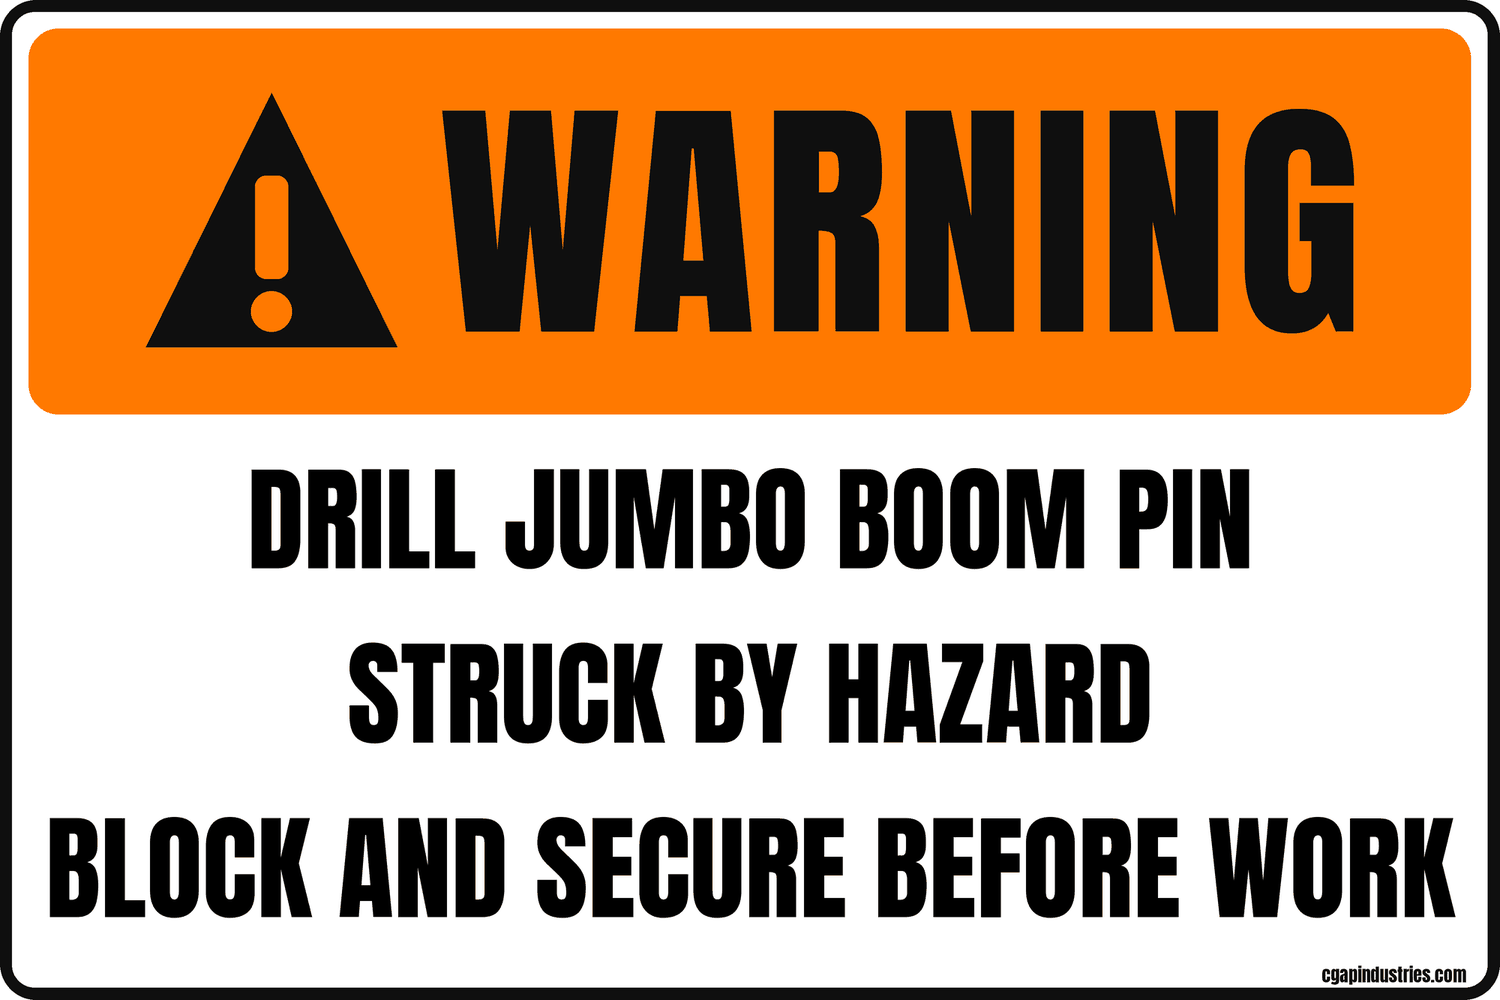 WARNING
DRILL JUMBO BOOM PIN
STRUCK BY HAZARD
BLOCK AND SECURE BEFORE WORK
cgapindustries.com